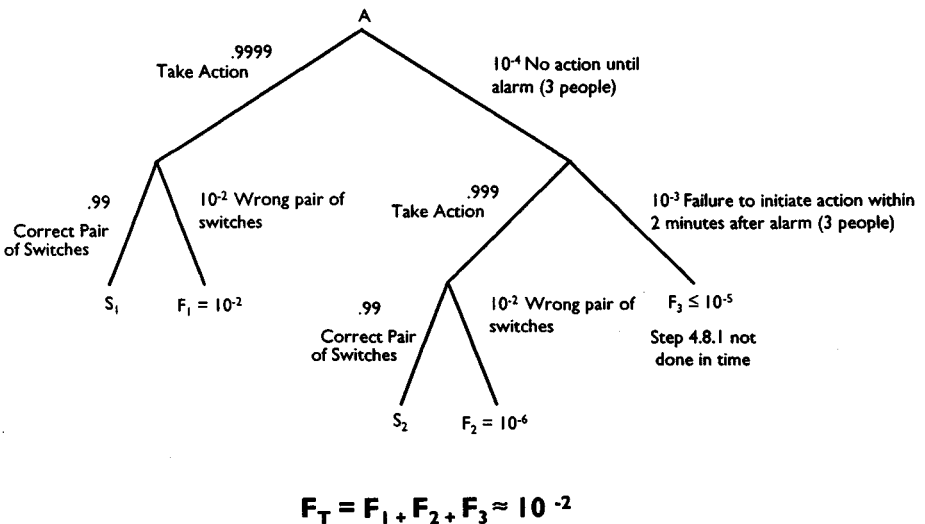 A
.9999
Take Action
10⁻⁴ No action until
alarm (3 people)
.99
Correct Pair
of Switches
10⁻² Wrong pair of
switches
.999
Take Action
10⁻³ Failure to initiate action within
2 minutes after alarm (3 people)
S₁
F₁ = 10⁻²
.99
Correct Pair
of Switches
10⁻² Wrong pair of
switches
F₃ ≤ 10⁻⁵
Step 4.8.1 not
done in time
S₂
F₂ = 10⁻⁶
F_T = F₁ + F₂ + F₃ ≈ 10⁻²